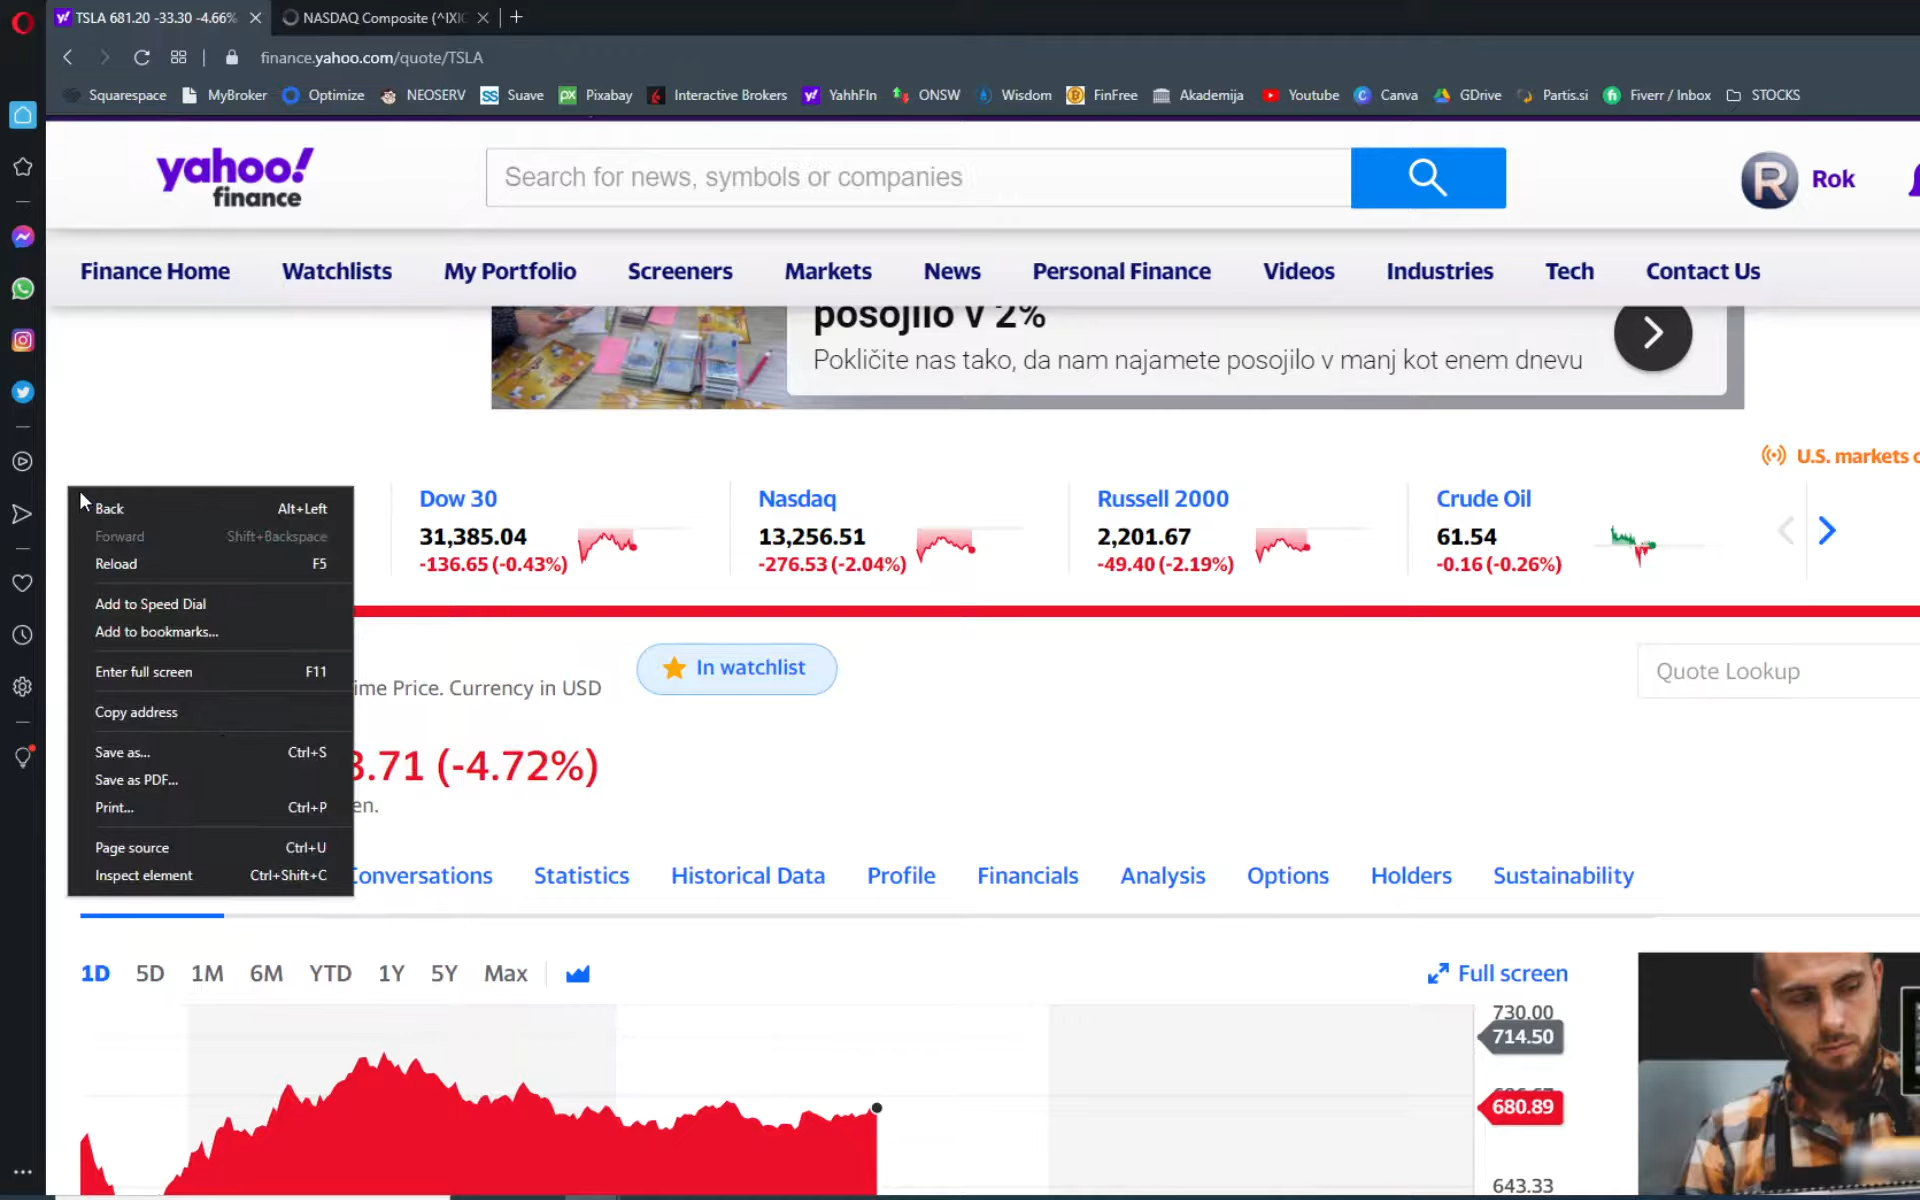 TSLA 681.20 -33.30 -4.66%
NASDAQ Composite (^IXIC
finance.yahoo.com/quote/TSLA
Squarespace MyBroker Optimize NEOSERV Suave Pixabay Interactive Brokers YahhFIn ONSW Wisdom FinFree Akademija Youtube Canva GDrive Partis.si Fiverr / Inbox STOCKS
yahoo!
finance
Search for news, symbols or companies
R Rok
Finance Home Watchlists My Portfolio Screeners Markets News Personal Finance Videos Industries Tech Contact Us
posojilo v 2%
Pokličite nas tako, da nam najamete posojilo v manj kot enem dnevu
U.S. markets
Dow 30 Nasdaq Russell 2000 Crude Oil
31,385.04 13,256.51 2,201.67 61.54
-136.65 (-0.43%) -276.53 (-2.04%) -49.40 (-2.19%) -0.16 (-0.26%)
Back Alt+Left
Forward Shift+Backspace
Reload F5
Add to Speed Dial
Add to bookmarks...
Enter full screen F11
Copy address
Save as... Ctrl+S
Save as PDF... 
Print... Ctrl+P
Page source Ctrl+U
Inspect element Ctrl+Shift+C
In watchlist
Quote Lookup
Price. Currency in USD
3.71 (-4.72%)
Conversations Statistics Historical Data Profile Financials Analysis Options Holders Sustainability
1D 5D 1M 6M YTD 1Y 5Y Max
Full screen
730.00
714.50
680.89
643.33